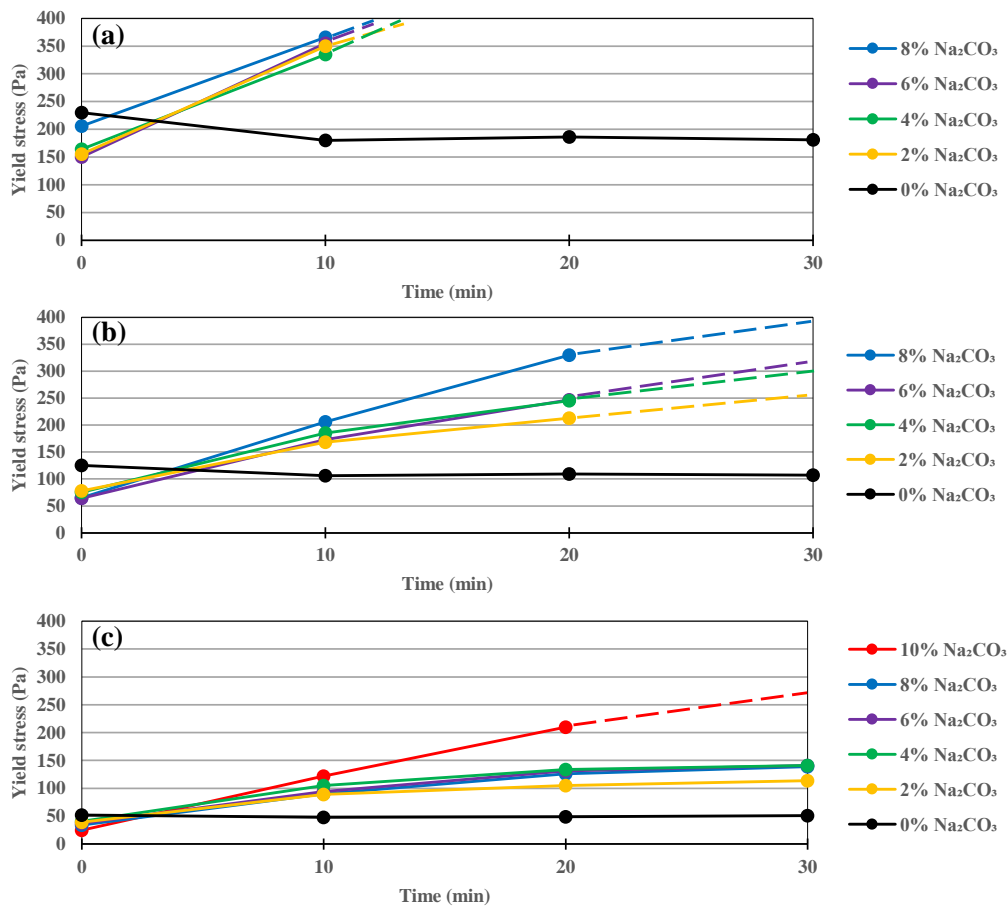 (a)
Yield stress (Pa)
400
350
300
250
200
150
100
50
0
0 10 20 30
Time (min)
8% Na₂CO₃
6% Na₂CO₃
4% Na₂CO₃
2% Na₂CO₃
0% Na₂CO₃
(b)
Yield stress (Pa)
400
350
300
250
200
150
100
50
0
0 10 20 30
Time (min)
8% Na₂CO₃
6% Na₂CO₃
4% Na₂CO₃
2% Na₂CO₃
0% Na₂CO₃
(c)
Yield stress (Pa)
400
350
300
250
200
150
100
50
0
0 10 20 30
Time (min)
10% Na₂CO₃
8% Na₂CO₃
6% Na₂CO₃
4% Na₂CO₃
2% Na₂CO₃
0% Na₂CO₃